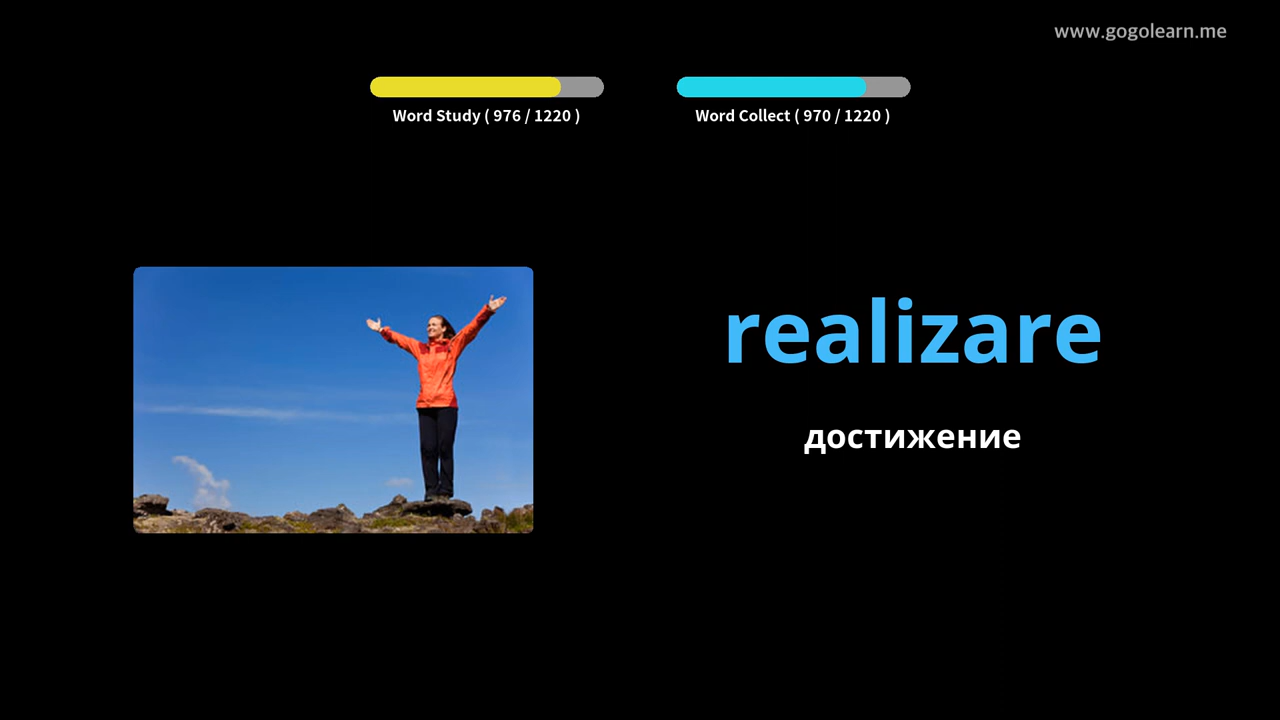 www.gogolearn.me
Word Study ( 976 / 1220 )
Word Collect ( 970 / 1220 )
realizare
достижение